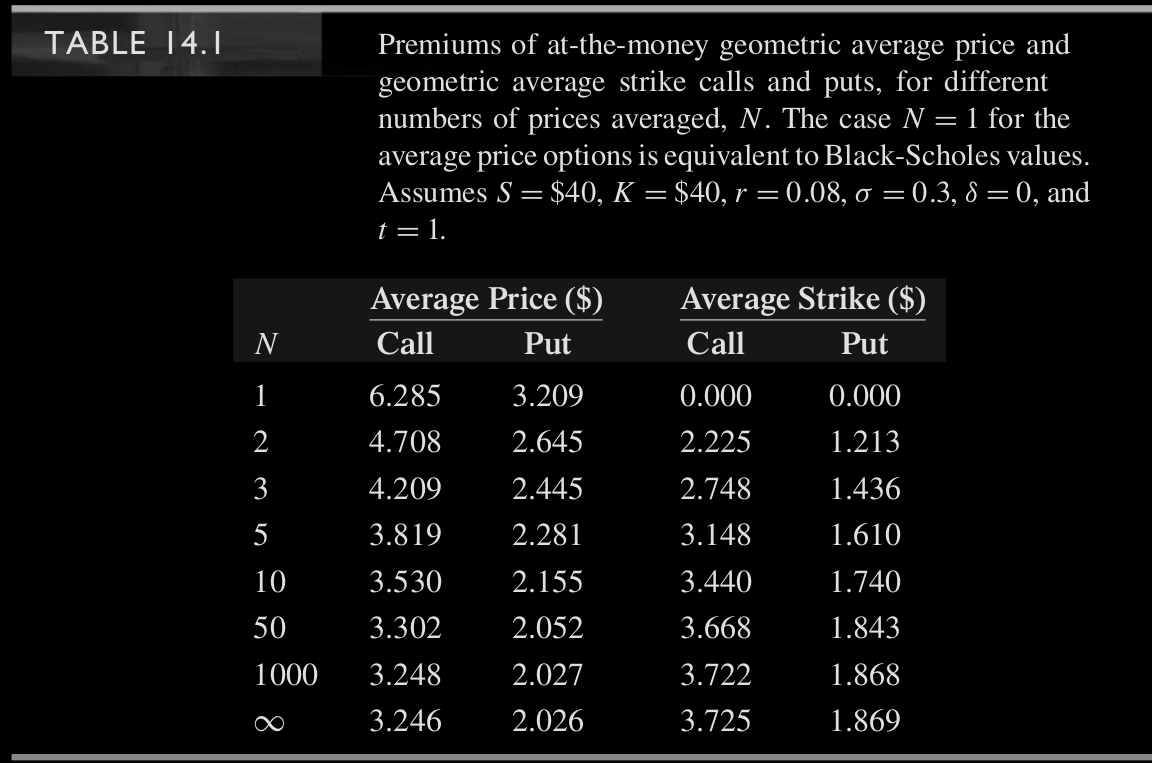 TABLE 14.1
Premiums of at-the-money geometric average price and
geometric average strike calls and puts, for different
numbers of prices averaged, N. The case N = 1 for the
average price options is equivalent to Black-Scholes values.
Assumes S = $40, K = $40, r = 0.08, σ = 0.3, δ = 0, and
t = 1.
Average Price ($) Average Strike ($)
N Call Put Call Put
1 6.285 3.209 0.000 0.000
2 4.708 2.645 2.225 1.213
3 4.209 2.445 2.748 1.436
5 3.819 2.281 3.148 1.610
10 3.530 2.155 3.440 1.740
50 3.302 2.052 3.668 1.843
1000 3.248 2.027 3.722 1.868
∞ 3.246 2.026 3.725 1.869